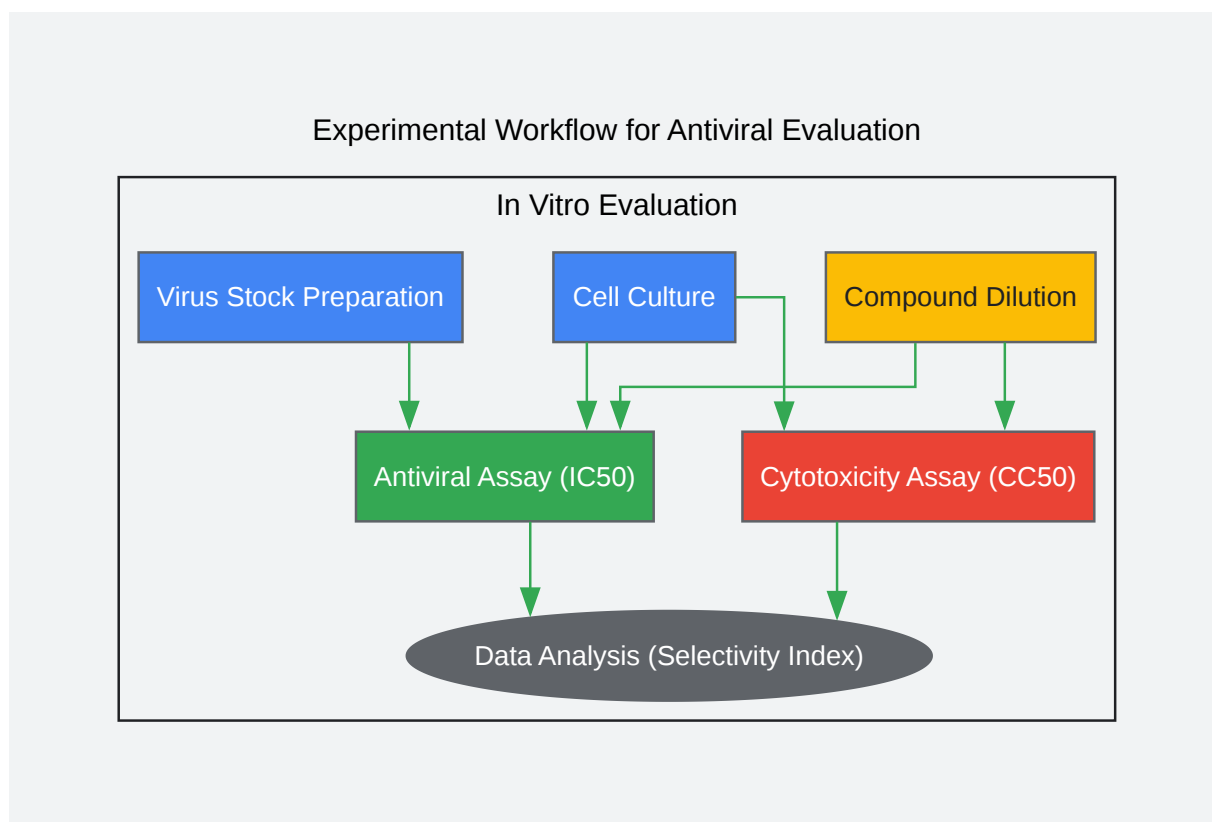 Experimental Workflow for Antiviral Evaluation
In Vitro Evaluation
Virus Stock Preparation
Cell Culture
Compound Dilution
Antiviral Assay (IC50)
Cytotoxicity Assay (CC50)
Data Analysis (Selectivity Index)